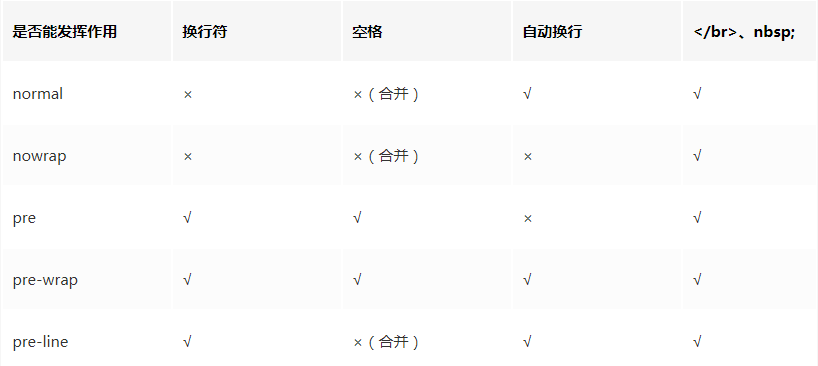 是否能发挥作用 换行符 空格 自动换行 </br>、nbsp;
normal × ×（合并） √ √
nowrap × ×（合并） × √
pre √ √ × √
pre-wrap √ √ √ √
pre-line √ ×（合并） √ √